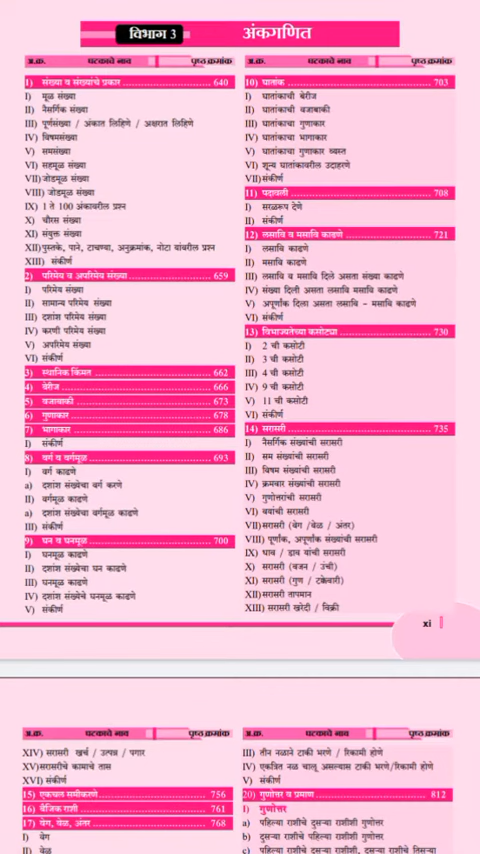 विभाग 3
अंकगणित
अ.क्र. घटकाचे नाव पृष्ठ क्रमांक
1) संख्या व संख्यांचे प्रकार 640
I) मूळ संख्या
II) नैसर्गिक संख्या
III) पूर्णसंख्या / अंकात लिहिणे / अक्षरात लिहिणे
IV) विषमसंख्या
V) समसंख्या
VI) सहमूळ संख्या
VII) जोडमूळ संख्या
VIII) जोडमूळ संख्या
IX) 1 ते 100 अंकावरील प्रश्न
X) चौरस संख्या
XI) संयुक्त संख्या
XII) पुस्तके, पाने, टाचण्या, अनुक्रमांक, नोटा यांवरील प्रश्न
XIII) संकीर्ण
2) परिमेय व अपरिमेय संख्या 659
I) परिमेय संख्या
II) सामान्य परिमेय संख्या
III) दशांश परिमेय संख्या
IV) करणी परिमेय संख्या
V) अपरिमेय संख्या
VI) संकीर्ण
3) स्थानिक किंमत 662
4) बेरीज 666
5) वजाबाकी 673
6) गुणाकार 678
7) भागाकार 686
I) संकीर्ण
8) वर्ग व वर्गमूळ 693
I) वर्ग काढणे
a) दशांश संख्येचा वर्ग करणे
II) वर्गमूळ काढणे
a) दशांश संख्येचा वर्गमूळ काढणे
III) संकीर्ण
9) घन व घनमूळ 700
I) घनमूळ काढणे
II) दशांश संख्येचा घन काढणे
III) घनमूळ काढणे
IV) दशांश संख्येचे घनमूळ काढणे
V) संकीर्ण
अ.क्र. घटकाचे नाव पृष्ठ क्रमांक
10) घातांक 703
I) घातांकाची बेरीज
II) घातांकाची वजाबाकी
III) घातांकाचा गुणाकार
IV) घातांकाचा भागाकार
V) घातांकाचा गुणाकार व्यस्त
VI) शून्य घातांकावरील उदाहरणे
VII) संकीर्ण
11) पदावली 708
I) सरळरूप देणे
II) संकीर्ण
12) लसावि व मसावि काढणे 721
I) लसावि काढणे
II) मसावि काढणे
III) लसावि व मसावि दिले असता संख्या काढणे
IV) संख्या दिली असता लसावि मसावि काढणे
V) अपूर्णांक दिला असता लसावि - मसावि काढणे
VI) संकीर्ण
13) विभाज्यतेच्या कसोट्या 730
I) 2 ची कसोटी
II) 3 ची कसोटी
III) 4 ची कसोटी
IV) 9 ची कसोटी
V) 11 ची कसोटी
VI) संकीर्ण
14) सरासरी 735
I) नैसर्गिक संख्यांची सरासरी
II) सम संख्यांची सरासरी
III) विषम संख्यांची सरासरी
IV) क्रमवार संख्यांची सरासरी
V) गुणोत्तरांची सरासरी
VI) वयांची सरासरी
VII) सरासरी (वेग /वेळ / अंतर)
VIII) पूर्णांक, अपूर्णांक संख्यांची सरासरी
IX) धाव / डाव यांची सरासरी
X) सरासरी (वजन / उंची)
XI) सरासरी (गुण / टक्केवारी)
XII) सरासरी तापमान
XIII) सरासरी खरेदी / विक्री
xi
अ.क्र. घटकाचे नाव पृष्ठ क्रमांक
XIV) सरासरी खर्च / उत्पन्न / पगार
XV) सरासरीचे कामाचे तास
XVI) संकीर्ण
15) एकचल समीकरणे 756
16) बैजिक राशी 761
17) वेग, वेळ, अंतर 768
I) वेग
II) वेळ
अ.क्र. घटकाचे नाव पृष्ठ क्रमांक
III) तीन नळाने टाकी भरणे / रिकामी होणे
IV) एकत्रित नळ चालू असल्यास टाकी भरणे/रिकामी होणे
V) संकीर्ण
20) गुणोत्तर व प्रमाण 812
I) गुणोत्तर
a) पहिल्या राशीचे दुसऱ्या राशीशी गुणोत्तर
b) दुसऱ्या राशीचे पहिल्या राशीशी गुणोत्तर
c) पहिल्या राशीचे दुसऱ्या राशीशी, दुसऱ्या राशीचे तिसऱ्या